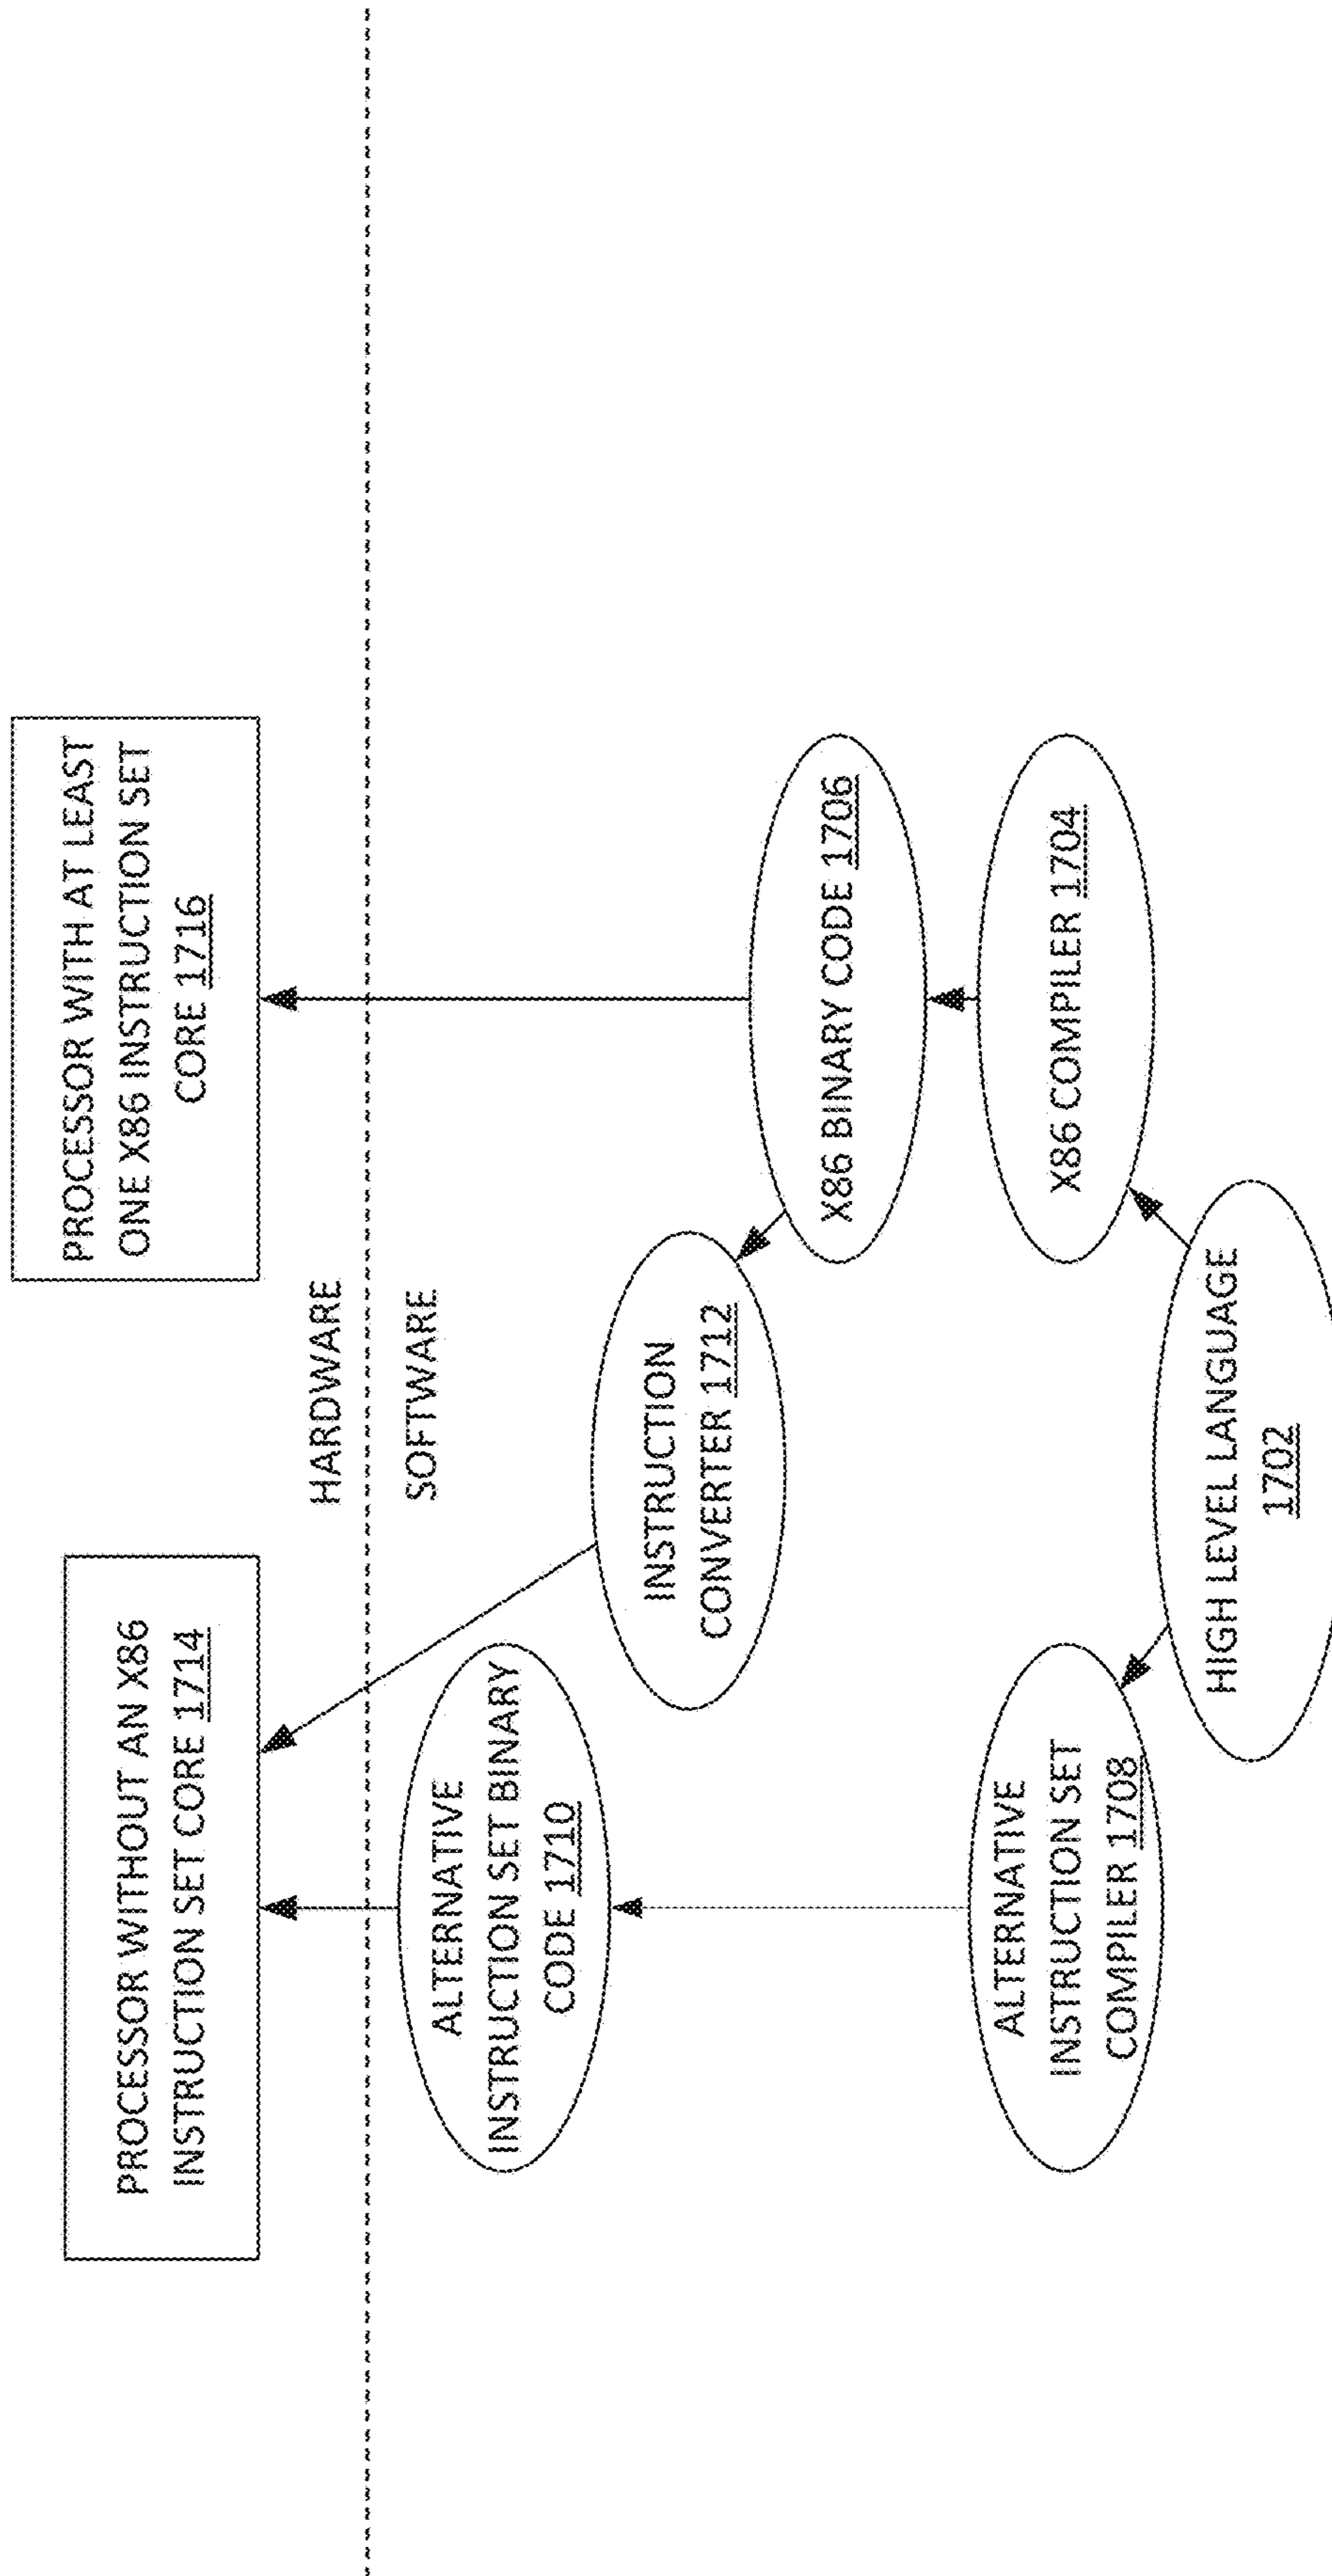 PROCESSOR WITHOUT AN X86
INSTRUCTION SET CORE 1714
PROCESSOR WITH AT LEAST
ONE X86 INSTRUCTION SET
CORE 1716
HARDWARE
SOFTWARE
ALTERNATIVE
INSTRUCTION SET BINARY
CODE 1710
INSTRUCTION
CONVERTER 1712
X86 BINARY CODE 1706
ALTERNATIVE
INSTRUCTION SET
COMPILER 1708
X86 COMPILER 1704
HIGH LEVEL LANGUAGE
1702